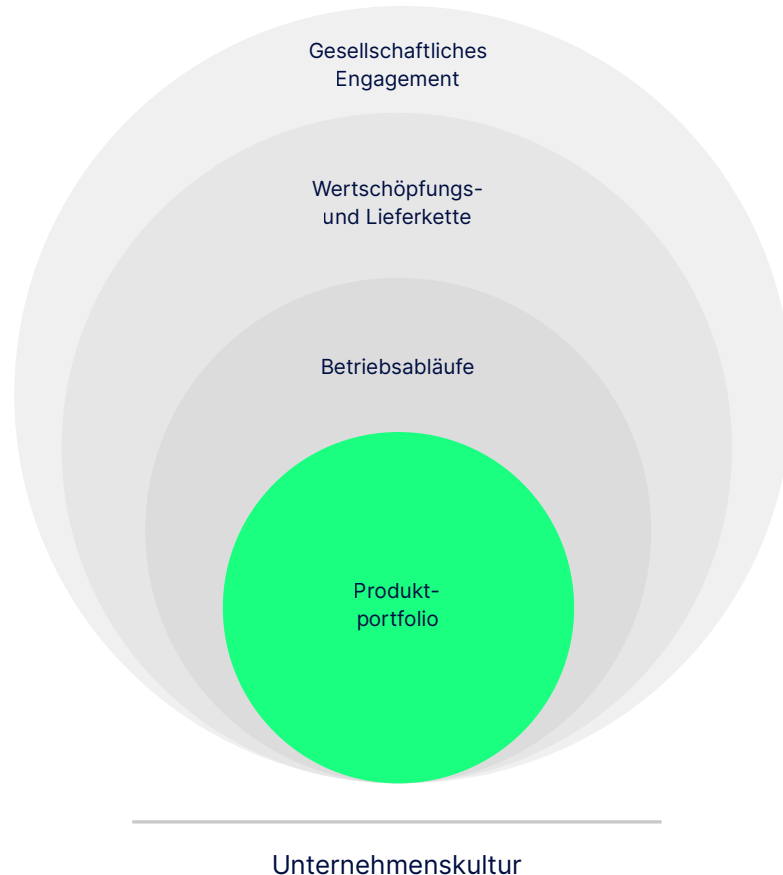 Gesellschaftliches
Engagement
Wertschöpfungs-
und Lieferkette
Betriebsabläufe
Produkt-
portfolio
Unternehmenskultur